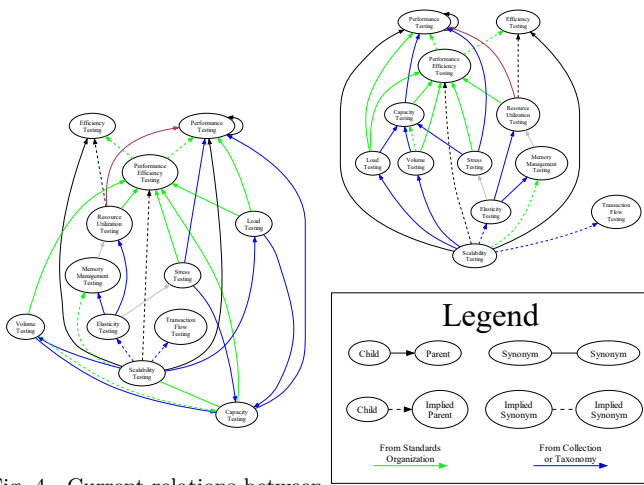 Efficiency
Testing
Performance
Testing
Performance
Efficiency
Testing
Resource
Utilization
Testing
Load
Testing
Memory
Management
Testing
Stress
Testing
Volume
Testing
Elasticity
Testing
Transaction
Flow
Testing
Scalability
Testing
Capacity
Testing
Fig. 4. Current relations between
Performance
Testing
Efficiency
Testing
Performance
Efficiency
Testing
Capacity
Testing
Resource
Utilization
Testing
Load
Testing
Volume
Testing
Stress
Testing
Memory
Management
Testing
Elasticity
Testing
Transaction
Flow
Testing
Scalability
Testing
Legend
Child Parent Synonym Synonym
Child Implied
Parent Implied
Synonym Implied
Synonym
From Standards
Organization
From Collection
or Taxonomy